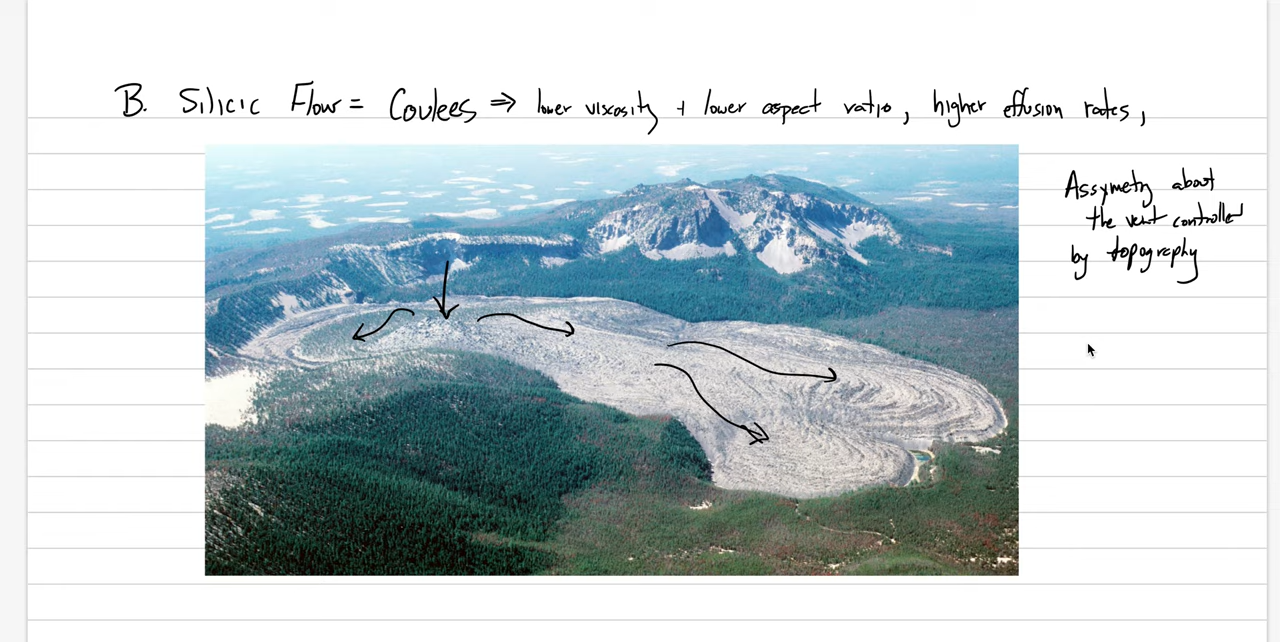 B. Silicic Flow = Coulees ⇒ lower viscosity + lower aspect ratio, higher effusion rates,
Assymetry about
the vent controlled
by topography